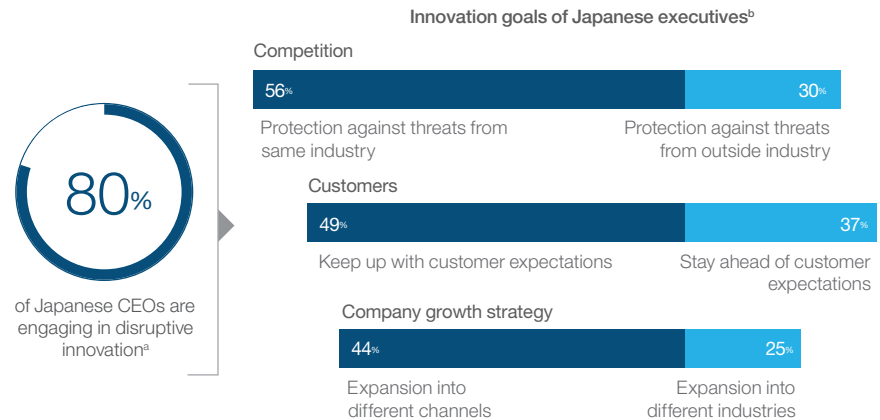 Innovation goals of Japanese executivesᵇ
Competition
56%
30%
Protection against threats from
same industry
Protection against threats
from outside industry
80%
of Japanese CEOs are
engaging in disruptive
innovationᵃ
Customers
49%
37%
Keep up with customer expectations
Stay ahead of customer
expectations
Company growth strategy
44%
25%
Expansion into
different channels
Expansion into
different industries